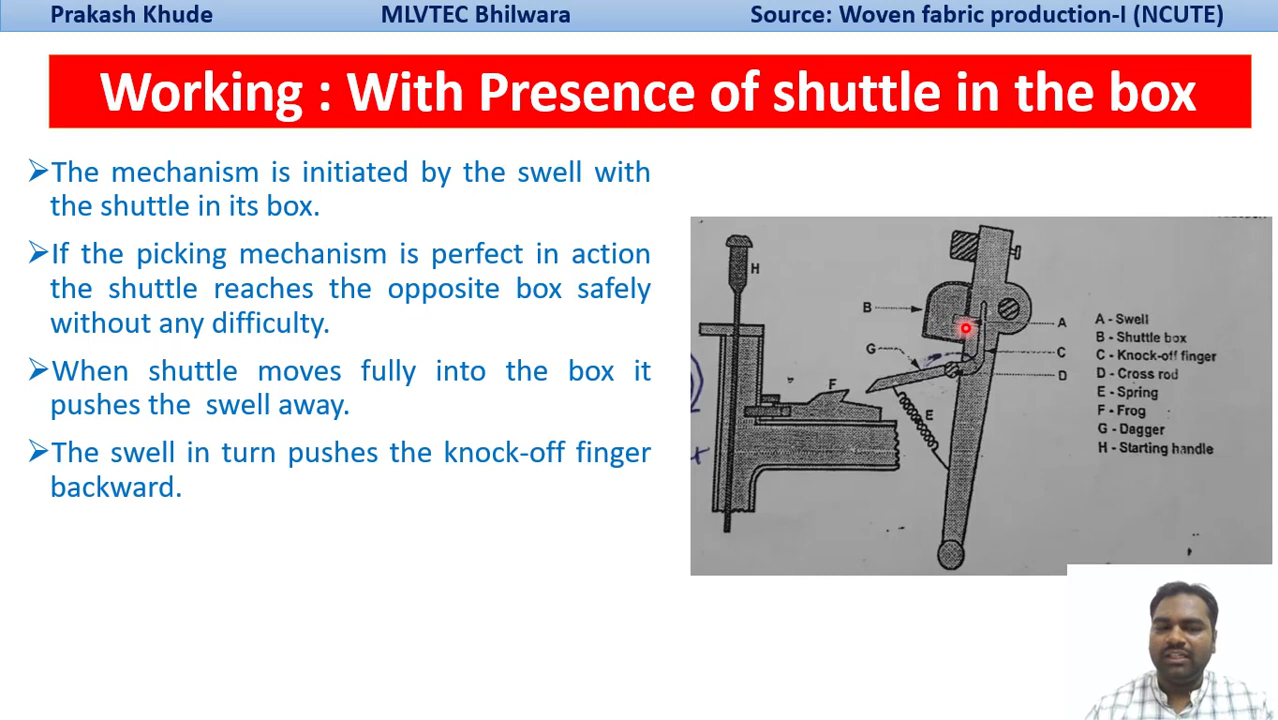 Prakash Khude MLVTEC Bhilwara Source: Woven fabric production-I (NCUTE)
Working : With Presence of shuttle in the box
➢The mechanism is initiated by the swell with
the shuttle in its box.
➢If the picking mechanism is perfect in action
the shuttle reaches the opposite box safely
without any difficulty.
➢When shuttle moves fully into the box it
pushes the swell away.
➢The swell in turn pushes the knock-off finger
backward.
H
B
A
G
C
D
F
E
A - Swell
B - Shuttle box
C - Knock-off finger
D - Cross rod
E - Spring
F - Frog
G - Dagger
H - Starting handle